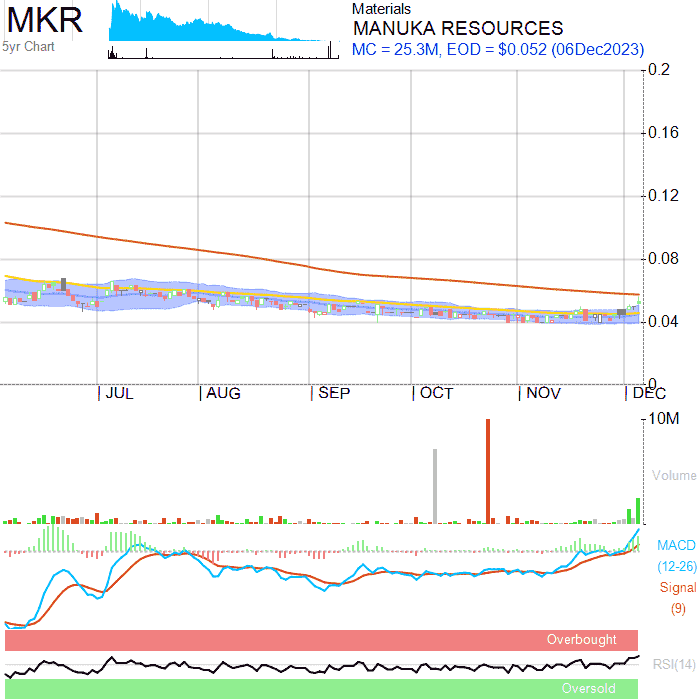 MKR
5yr Chart
Materials
MANUKA RESOURCES
MC = 25.3M, EOD = $0.052 (06Dec2023)
0.2
0.16
0.12
0.08
0.04
0
JUL
AUG
SEP
OCT
NOV
DEC
10M
Volume
MACD
(12-26)
Signal
(9)
Overbought
RSI(14)
Oversold